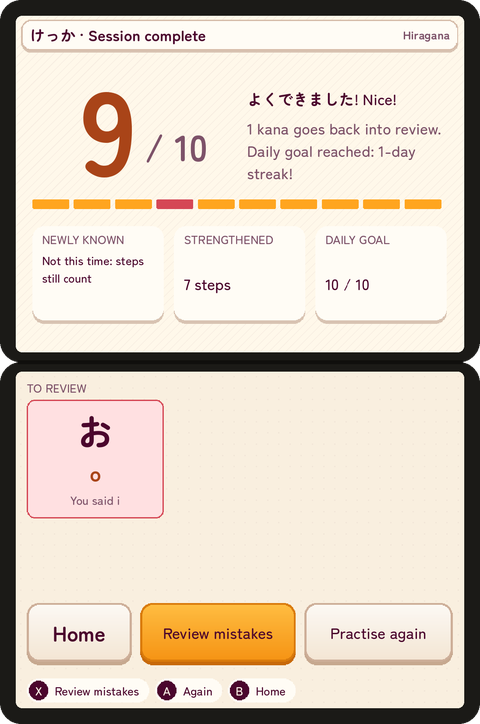 けっか · Session complete
Hiragana
9 / 10
よくできました! Nice!
1 kana goes back into review.
Daily goal reached: 1-day
streak!
NEWLY KNOWN
Not this time: steps
still count
STRENGTHENED
7 steps
DAILY GOAL
10 / 10
TO REVIEW
お
o
You said i
Home
Review mistakes
Practise again
X Review mistakes
A Again
B Home